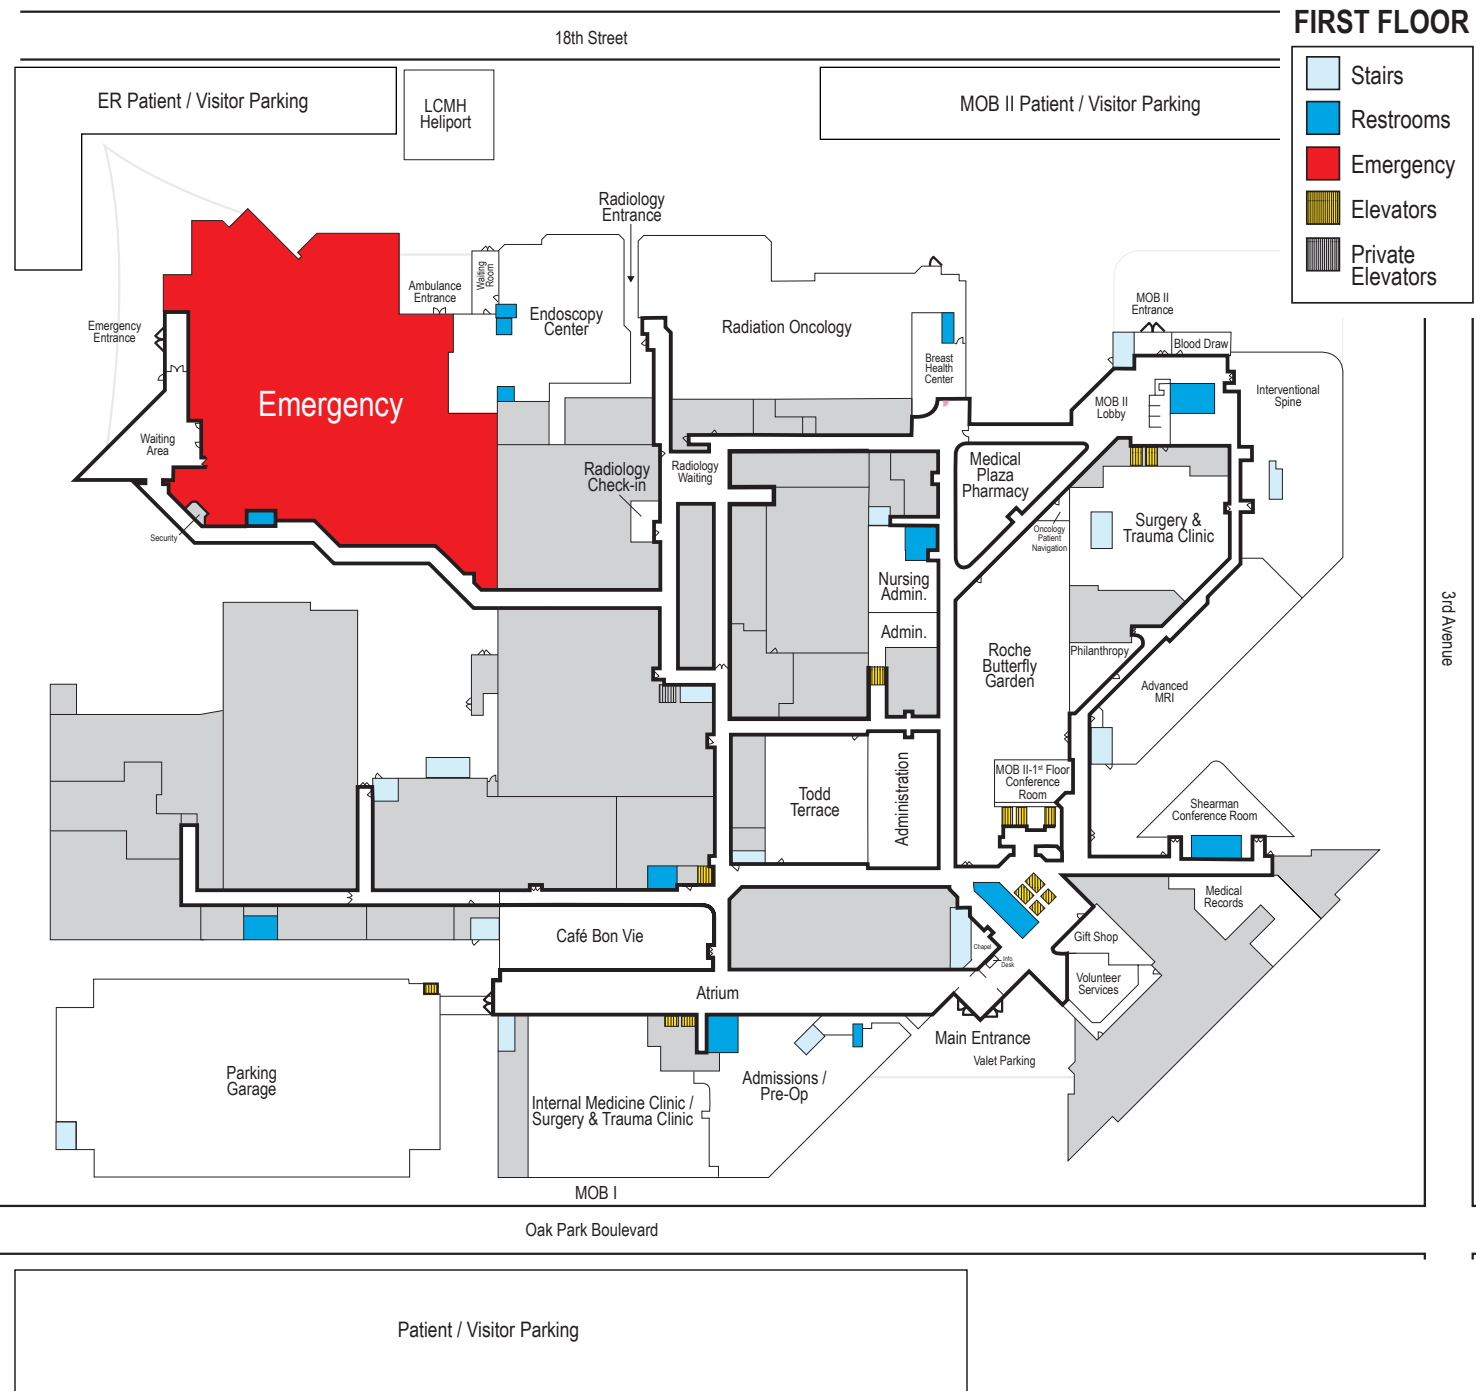 FIRST FLOOR
18th Street
Stairs
Restrooms
Emergency
Elevators
Private
Elevators
ER Patient / Visitor Parking
LCMH
Heliport
MOB II Patient / Visitor Parking
Radiology
Entrance
Waiting
Room
Ambulance
Entrance
Endoscopy
Center
Radiation Oncology
Emergency
Entrance
MOB II
Entrance
Blood Draw
Breast
Health
Center
Interventional
Spine
MOB II
Lobby
Emergency
Waiting
Area
Radiology
Check-in
Radiology
Waiting
Medical
Plaza
Pharmacy
Security
Oncology
Patient
Navigation
Surgery &
Trauma Clinic
Nursing
Admin.
Admin.
Roche
Butterfly
Garden
Philanthropy
Advanced
MRI
3rd Avenue
MOB II-1st Floor
Conference
Room
Todd
Terrace
Administration
Shearman
Conference Room
Medical
Records
Café Bon Vie
Chapel
Info
Desk
Gift Shop
Volunteer
Services
Atrium
Main Entrance
Valet Parking
Parking
Garage
Admissions /
Pre-Op
Internal Medicine Clinic /
Surgery & Trauma Clinic
MOB I
Oak Park Boulevard
Patient / Visitor Parking